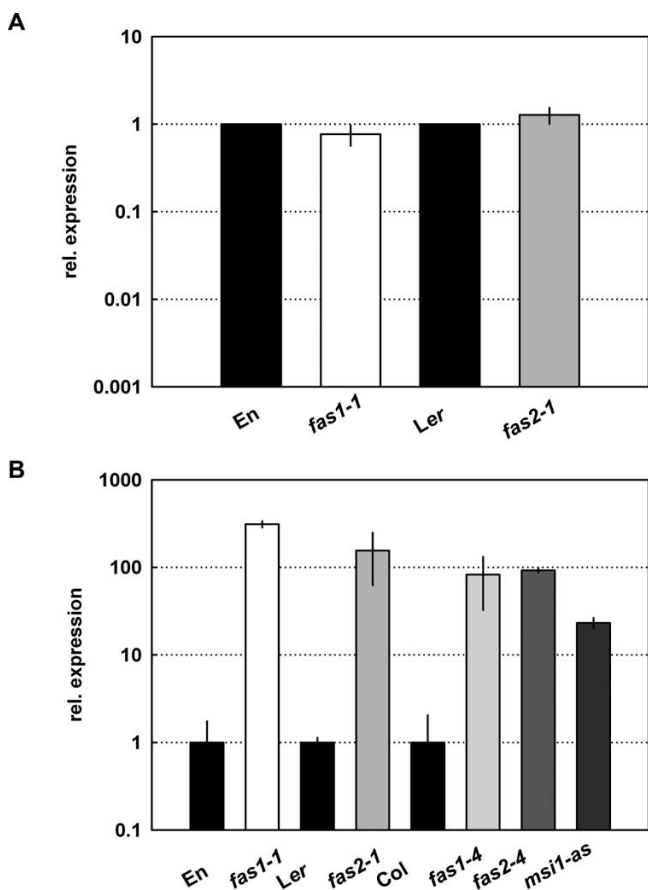 A
rel. expression
10
1
0.1
0.01
0.001
En
fas1-1
Ler
fas2-1
B
rel. expression
1000
100
10
1
0.1
En
fas1-1
Ler
fas2-1
Col
fas1-4
fas2-4
msi1-as